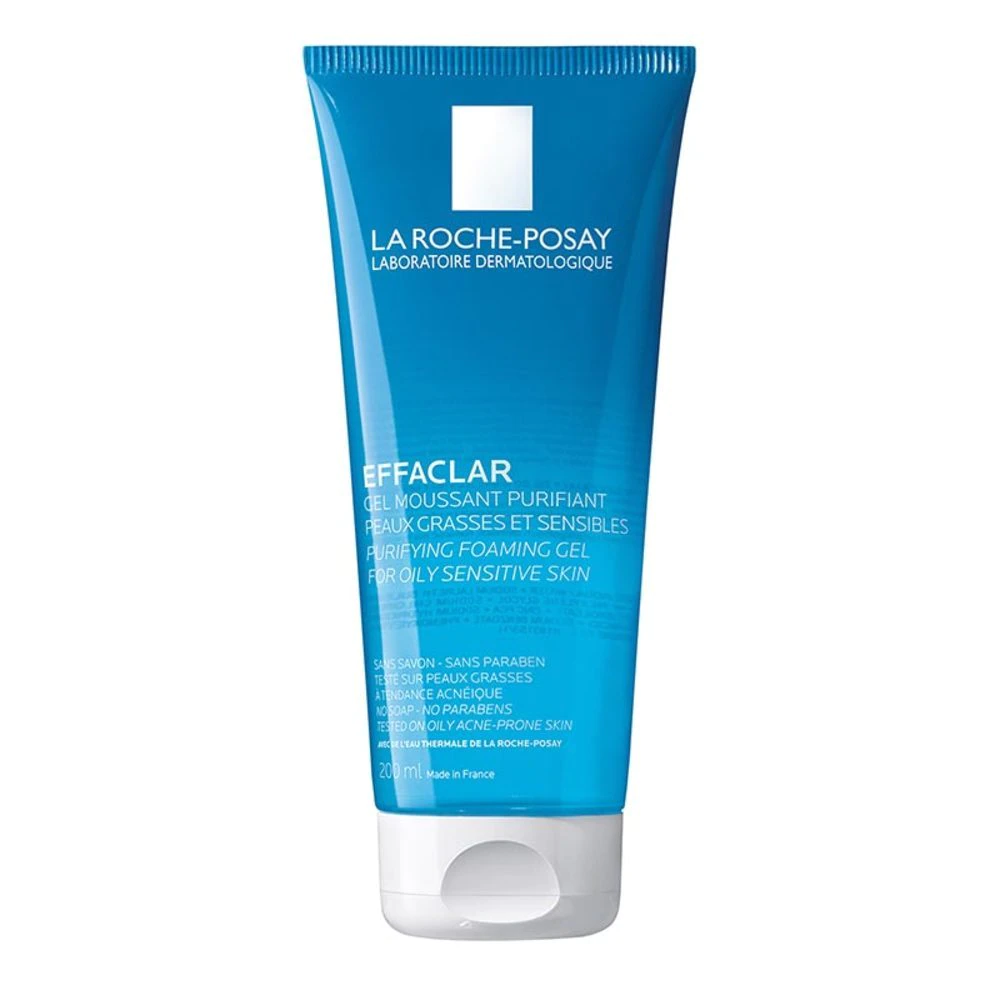 LA ROCHE-POSAY
LABORATOIRE DERMATOLOGIQUE
EFFACLAR
GEL MOUSSANT PURIFIANT
PEAUX GRASSES ET SENSIBLES
PURIFYING FOAMING GEL
FOR OILY SENSITIVE SKIN
SANS SAVON - SANS PARABEN
TESTÉ SUR PEAUX GRASSES
À TENDANCE ACNÉIQUE
NO SOAP - NO PARABENS
TESTED ON OILY ACNE-PRONE SKIN
AVEC DE L'EAU THERMALE DE LA ROCHE-POSAY
200 ml Made in France